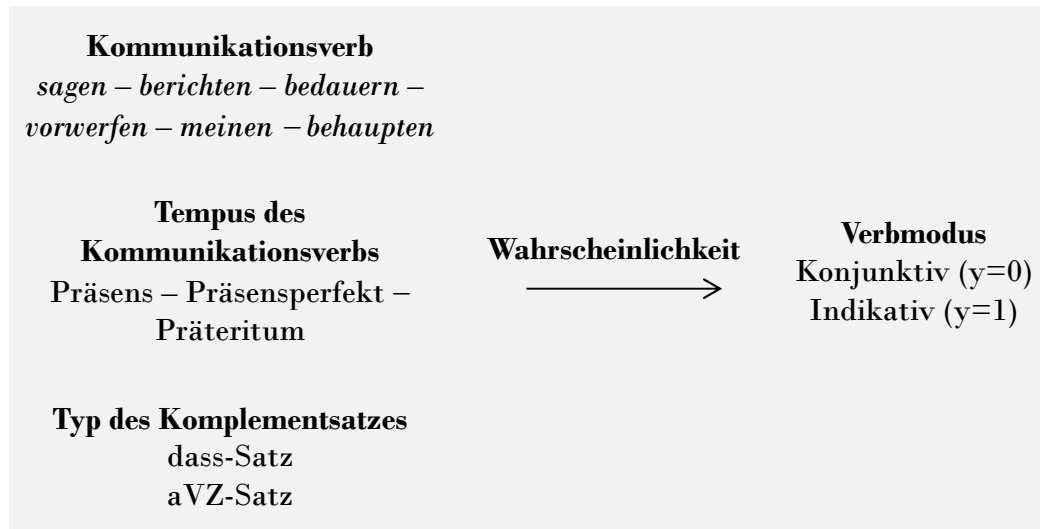 Kommunikationsverb
sagen – berichten – bedauern –
vorwerfen – meinen – behaupten
Tempus des
Kommunikationsverbs
Präsens – Präsensperfekt –
Präteritum
Typ des Komplementsatzes
dass-Satz
aVZ-Satz
Wahrscheinlichkeit
Verbmodus
Konjunktiv (y=0)
Indikativ (y=1)